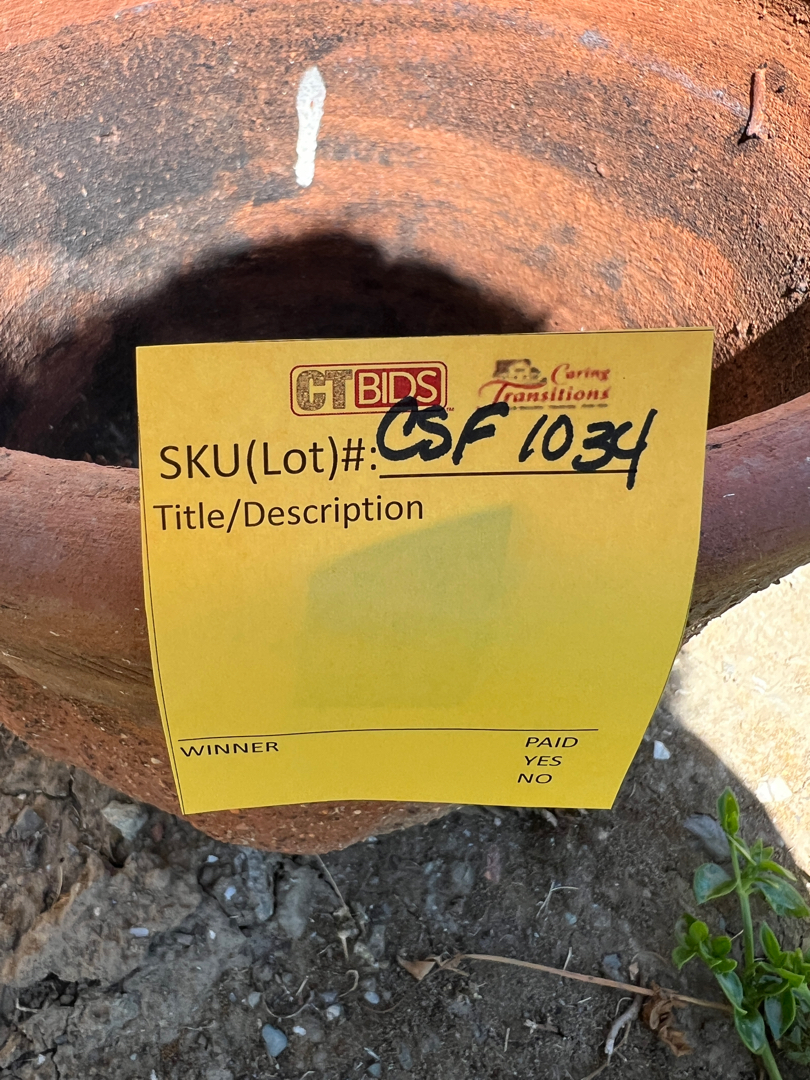 CTBIDS
Caring
Transitions
SKU(Lot)#: CSF 1034
Title/Description
WINNER
PAID
YES
NO